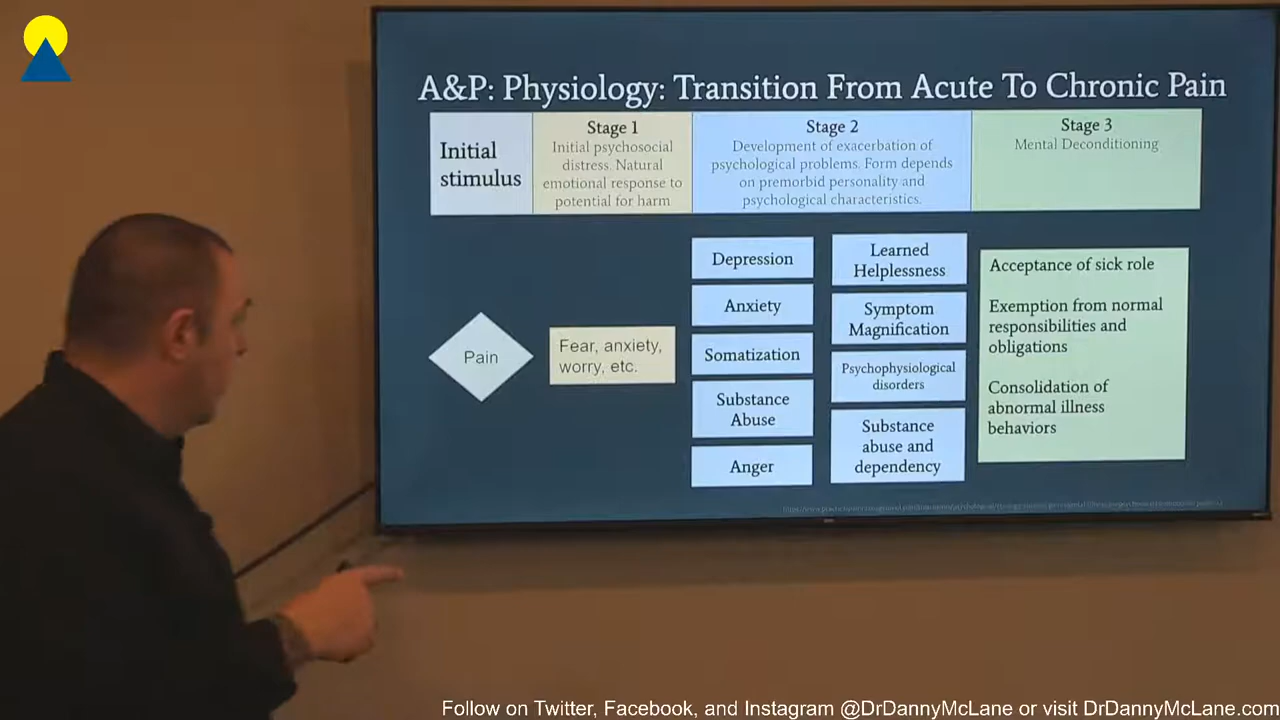 A&P: Physiology: Transition From Acute To Chronic Pain
Initial
stimulus
Stage 1
Initial psychosocial
distress. Natural
emotional response to
potential for harm
Stage 2
Development of exacerbation of
psychological problems. Form depends
on premorbid personality and
psychological characteristics.
Stage 3
Mental Deconditioning
Pain
Fear, anxiety,
worry, etc.
Depression
Anxiety
Somatization
Substance
Abuse
Anger
Learned
Helplessness
Symptom
Magnification
Psychophysiological
disorders
Substance
abuse and
dependency
Acceptance of sick role
Exemption from normal
responsibilities and
obligations
Consolidation of
abnormal illness
behaviors
Follow on Twitter, Facebook, and Instagram @DrDannyMcLane or visit DrDannyMcLane.com